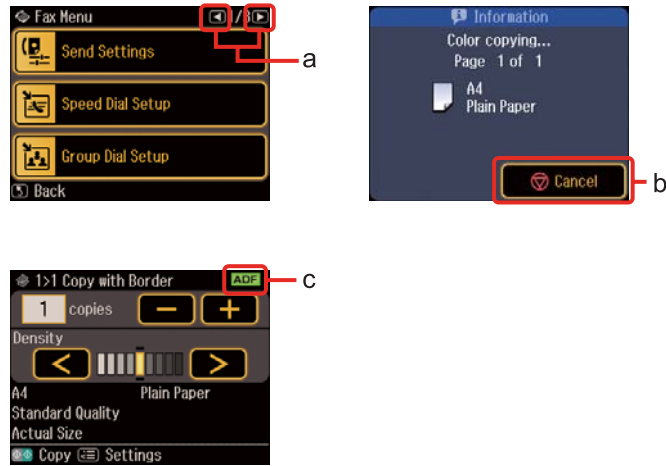 Fax Menu /3
Send Settings
Speed Dial Setup
Group Dial Setup
Back
a
Information
Color copying...
Page 1 of 1
A4
Plain Paper
Cancel
b
1>1 Copy with Border ADF
c
1 copies − +
Density
< >
A4 Plain Paper
Standard Quality
Actual Size
Copy Settings